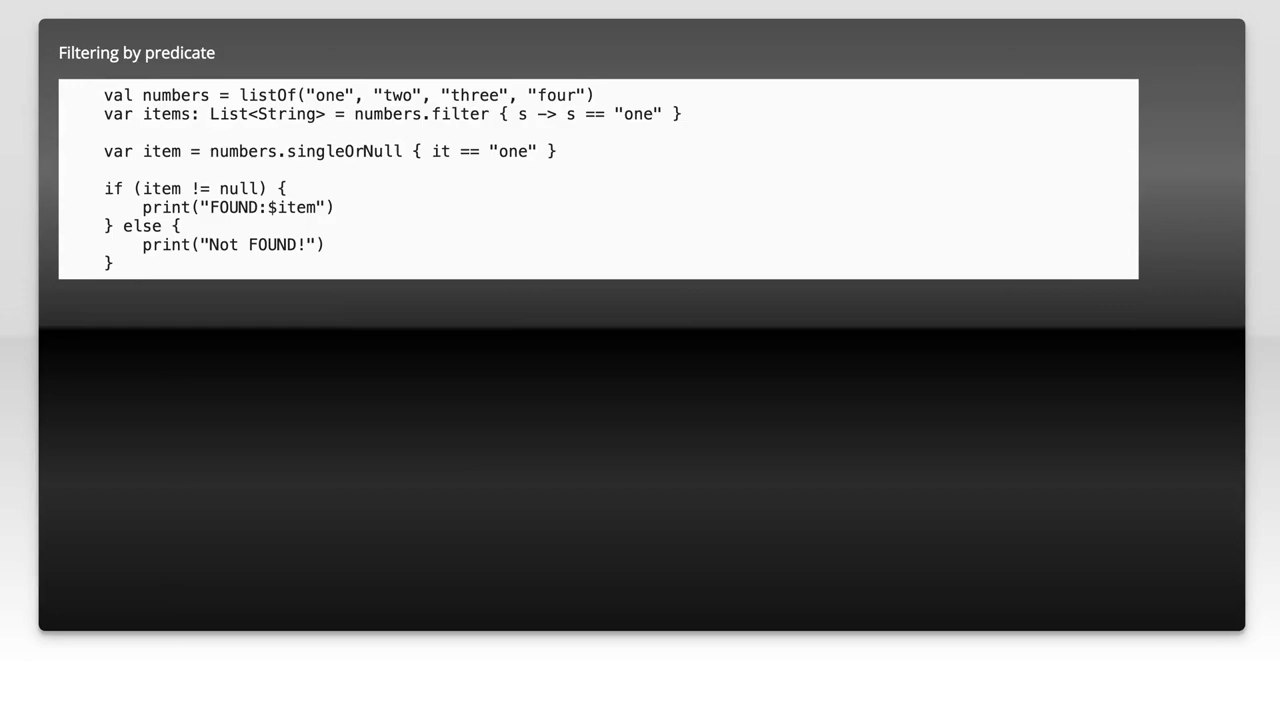 Filtering by predicate
val numbers = listOf("one", "two", "three", "four")
var items: List<String> = numbers.filter { s -> s == "one" }
var item = numbers.singleOrNull { it == "one" }
if (item != null) {
    print("FOUND:$item")
} else {
    print("Not FOUND!")
}